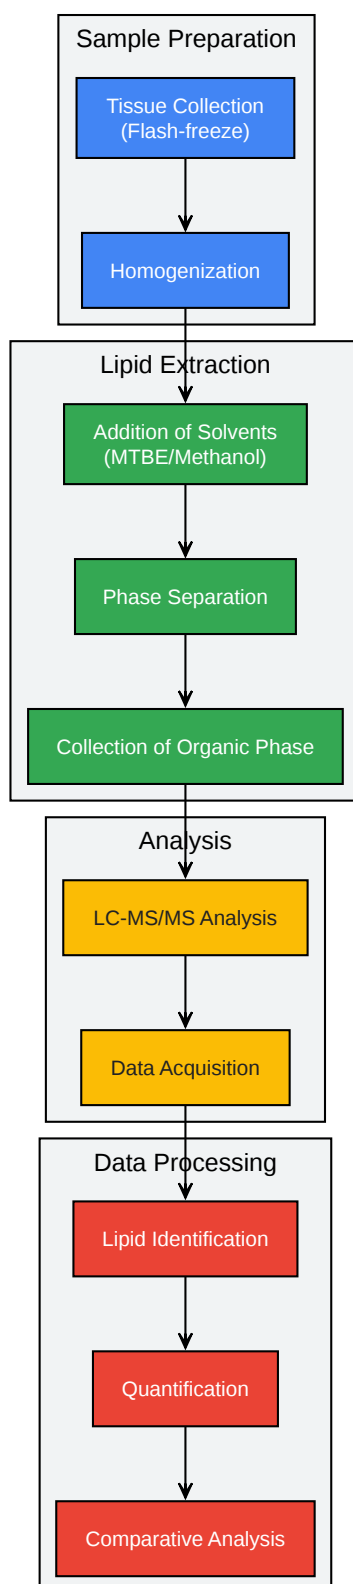 Sample Preparation
Tissue Collection
(Flash-freeze)
Homogenization
Lipid Extraction
Addition of Solvents
(MTBE/Methanol)
Phase Separation
Collection of Organic Phase
Analysis
LC-MS/MS Analysis
Data Acquisition
Data Processing
Lipid Identification
Quantification
Comparative Analysis